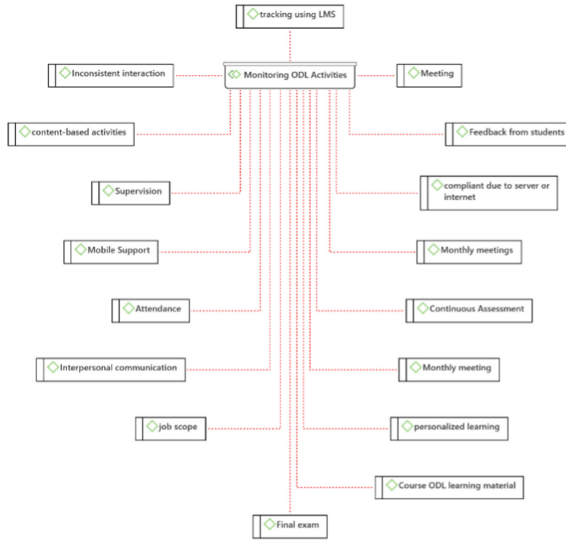 tracking using LMS
Inconsistent interaction
Monitoring ODL Activities
Meeting
content-based activities
Feedback from students
Supervision
compliant due to server or
internet
Mobile Support
Monthly meetings
Attendance
Continuous Assessment
Interpersonal communication
Monthly meeting
job scope
personalized learning
Course ODL learning material
Final exam